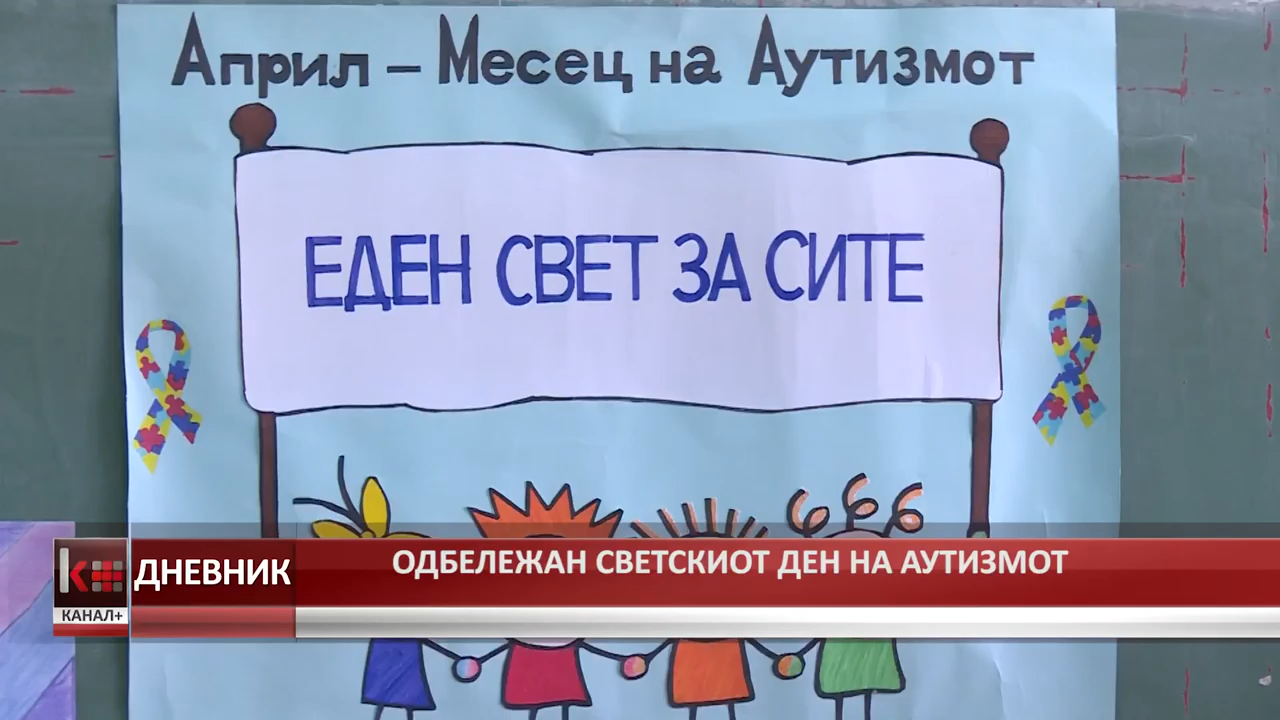 Април – Месец на Аутизмот
ЕДЕН СВЕТ ЗА СИТЕ
ОДБЕЛЕЖАН СВЕТСКИОТ ДЕН НА АУТИЗМОТ
ДНЕВНИК
КАНАЛ+